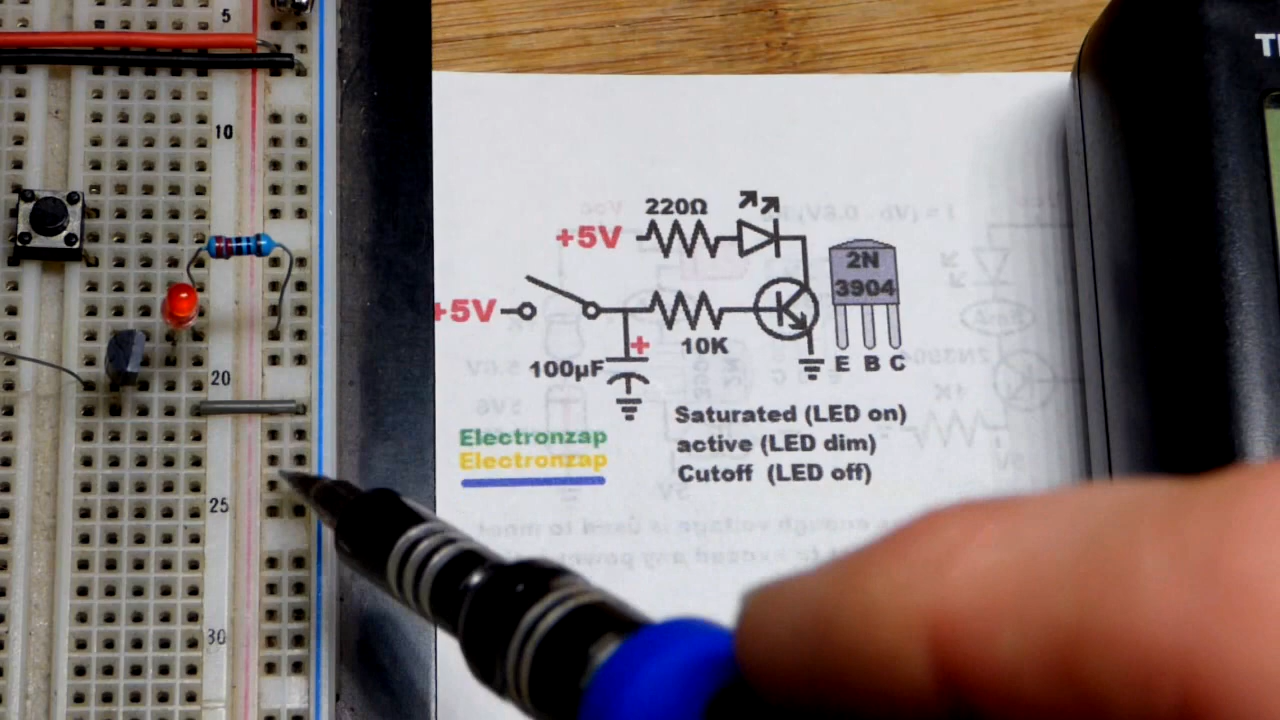 5
10
20
25
30
TE
220Ω
+5V
2N
3904
+5V
10K
+
100µF
E B C
Saturated (LED on)
active (LED dim)
Cutoff (LED off)
Electronzap
Electronzap